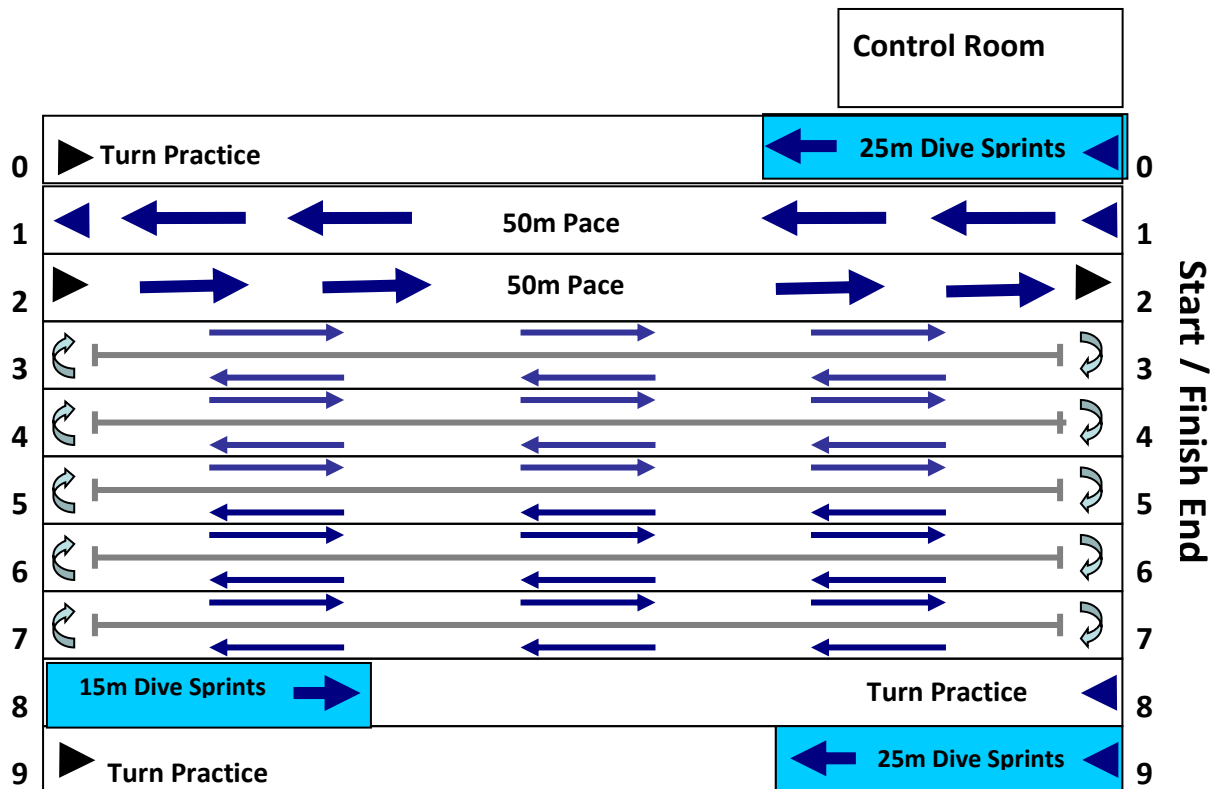 Control Room
0 Turn Practice 25m Dive Sprints 0
1 50m Pace 1
2 50m Pace 2
3 3
4 4
5 5
6 6
7 7
8 15m Dive Sprints Turn Practice 8
9 Turn Practice 25m Dive Sprints 9
Start / Finish End